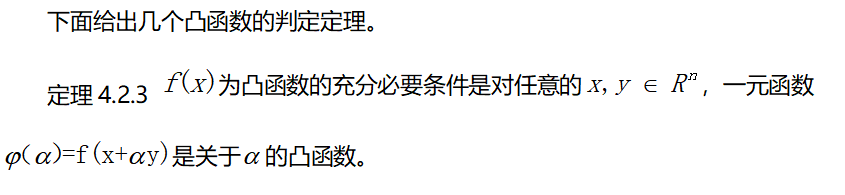 下面给出几个凸函数的判定定理。
定理 4.2.3 f(x)为凸函数的充分必要条件是对任意的 x, y ∈ Rⁿ，一元函数
φ(α)=f(x+αy)是关于α的凸函数。